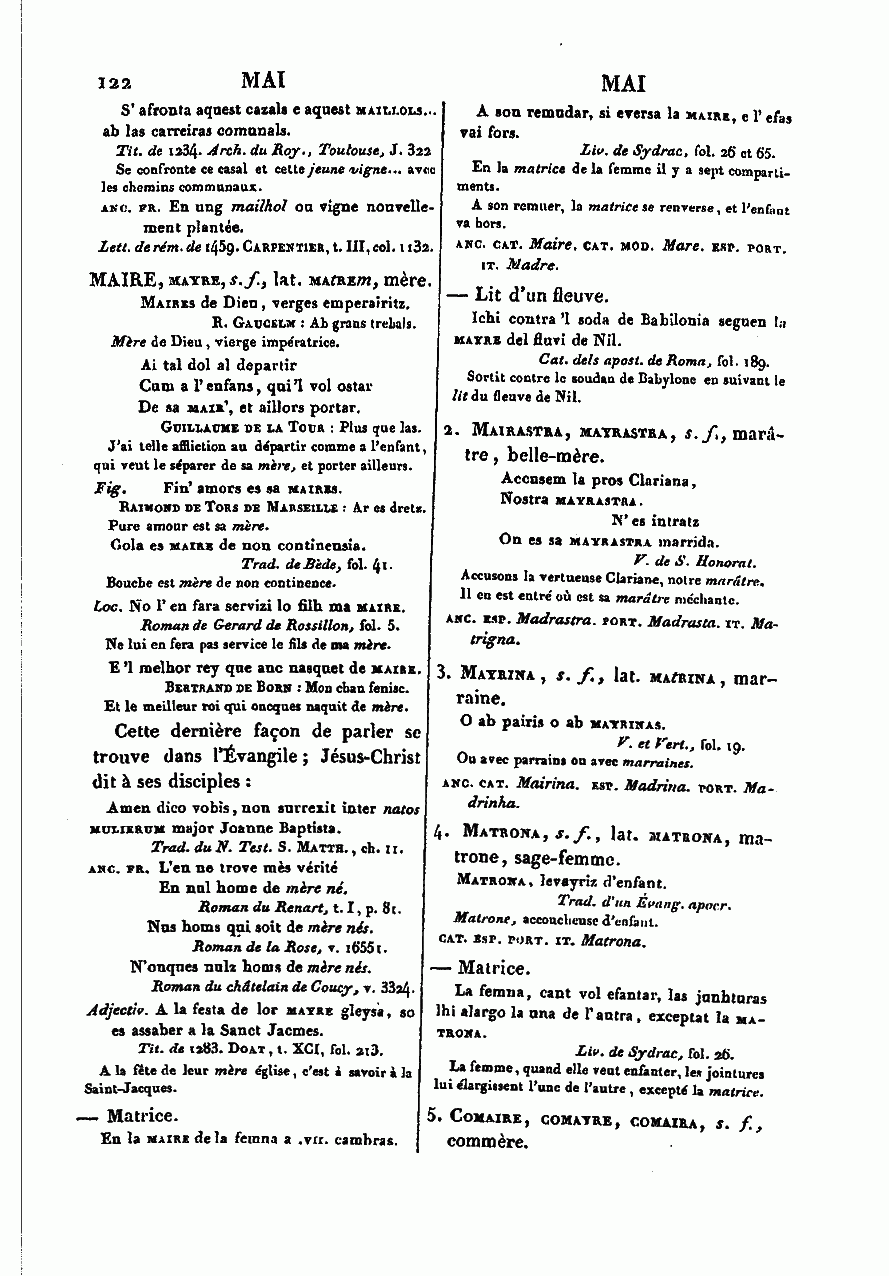 122 MAI MAI
S' afronta aquest cazals e aquest MAILLOLS...
ab las carreiras comunals.
Tit. de 1234. Arch. du Roy., Toulouse, J. 322
Se confronte ce casal et cette jeune vigne... avec
les chemins communaux.
ANC. FR. En ung mailhol ou vigne nouvelle-
ment plantée.
Lett. de rém. de 1459. CARPENTIER, t. III, col. 1132.
MAIRE, MAYRE, s. f., lat. MAtREm, mère.
MAIRES de Dieu, verges emperairitz.
R. GAUCELM : Ab grans trebals.
Mère de Dieu, vierge impératrice.
Ai tal dol al departir
Cum a l' enfans, qui'l vol ostar
De sa MAIR', et aillors portar.
GUILLAUME DE LA TOUR : Plus que las.
J'ai telle affliction au départir comme a l'enfant,
qui veut le séparer de sa mère, et porter ailleurs.
Fig. Fin' amors es sa MAIRES.
RAIMOND DE TORS DE MARSEILLE : Ar es dretz.
Pure amour est sa mère.
Gola es MAIRE de non continensia.
Trad. de Bède, fol. 41.
Bouche est mère de non continence.
Loc. No l' en fara servizi lo filh ma MAIRE.
Roman de Gerard de Rossillon, fol. 5.
Ne lui en fera pas service le fils de ma mère.
E 'l melhor rey que anc nasquet de MAIRE.
BERTRAND DE BORN : Mon chan fenisc.
Et le meilleur roi qui oncques naquit de mère.
Cette dernière façon de parler se
trouve dans l'Évangile ; Jésus-Christ
dit à ses disciples :
Amen dico vobis, non surrexit inter natos
MULIERUM major Joanne Baptista.
Trad. du N. Test. S. MATTH., ch. 11.
ANC. FR. L'en ne trove mès vérité
En nul home de mère né.
Roman du Renart, t. I, p. 81.
Nus homs qui soit de mère nés.
Roman de la Rose, v. 16551.
N'onques nulz homs de mère nés.
Roman du châtelain de Coucy, v. 3324.
Adjectiv. A la festa de lor MAYRE gleysa, so
es assaber a la Sanct Jacmes.
Tit. de 1283. DOAT, t. XCI, fol. 213.
A la fête de leur mère église, c'est à savoir à la
Saint-Jacques.
— Matrice.
En la MAIRE de la femna a .VII. cambras.
A son remudar, si eversa la MAIRE, e l' efas
vai fors.
Liv. de Sydrac, fol. 26 et 65.
En la matrice de la femme il y a sept comparti-
ments.
A son remuer, la matrice se renverse, et l'enfant
va hors.
ANC. CAT. Maire. CAT. MOD. Mare. ESP. PORT.
IT. Madre.
— Lit d'un fleuve.
Ichi contra 'l soda de Babilonia seguen la
MAYRE del fluvi de Nil.
Cat. dels apost. de Roma, fol. 189.
Sortit contre le soudan de Babylone en suivant le
lit du fleuve de Nil.
2. MAIRASTRA, MAYRASTRA, s. f., marâ-
tre, belle-mère.
Accusem la pros Clariana,
Nostra MAYRASTRA.
N' es intratz
On es sa MAYRASTRA marrida.
V. de S. Honorat.
Accusons la vertueuse Clariane, notre marâtre.
Il en est entré où est sa marâtre méchante.
ANC. ESP. Madrastra. PORT. Madrasta. IT. Ma-
trigna.
3. MAYRINA, s. f., lat. MAtRINA, mar-
raine.
O ab pairis o ab MAYRINAS.
V. et Vert., fol. 19.
Ou avec parrains ou avec marraines.
ANC. CAT. Mairina. ESP. Madrina. PORT. Ma-
drinha.
4. MATRONA, s. f., lat. MATRONA, ma-
trone, sage-femme.
MATRONA, levayriz d'enfant.
Trad. d'un Évang. apocr.
Matrone, accoucheuse d'enfant.
CAT. ESP. PORT. IT. Matrona.
— Matrice.
La femna, cant vol efantar, las junhturas
lhi alargo la una de l' autra, exceptat la MA-
TRONA.
Liv. de Sydrac, fol. 26.
La femme, quand elle veut enfanter, les jointures
lui élargissent l'une de l'autre, excepté la matrice.
5. COMAIRE, COMAYRE, COMAIRA, s. f.,
commère.